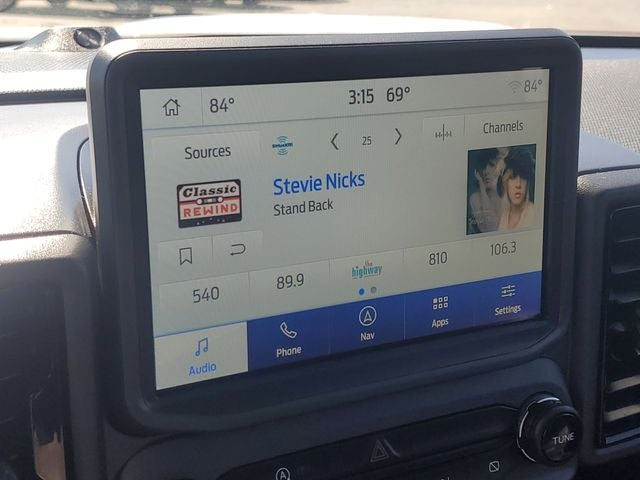 84° 3:15 69° 84°
Sources
SiriusXM
25
Channels
Classic
REWIND
Stevie Nicks
Stand Back
540
89.9
the
highway
810
106.3
Audio
Phone
Nav
Apps
Settings
TUNE
A